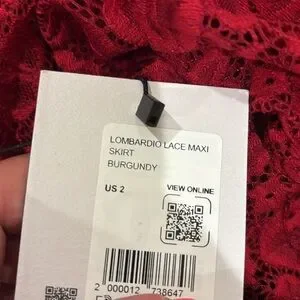 LOMBARDIO LACE MAXI
SKIRT
BURGUNDY
US 2
VIEW ONLINE
2 000012 738647